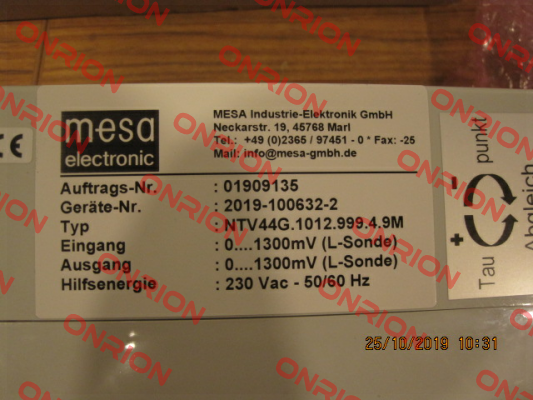 mesa
electronic
MESA Industrie-Elektronik GmbH
Neckarstr. 19, 45768 Marl
Tel.: +49 (0)2365 / 97451 - 0 * Fax: -25
Mail: info@mesa-gmbh.de
Auftrags-Nr. : 01909135
Geräte-Nr. : 2019-100632-2
Typ : NTV44G.1012.999.4.9M
Eingang : 0....1300mV (L-Sonde)
Ausgang : 0....1300mV (L-Sonde)
Hilfsenergie : 230 Vac - 50/60 Hz
CE
- +
Tau punkt
Abgleich
25/10/2019 10:31
ONRION